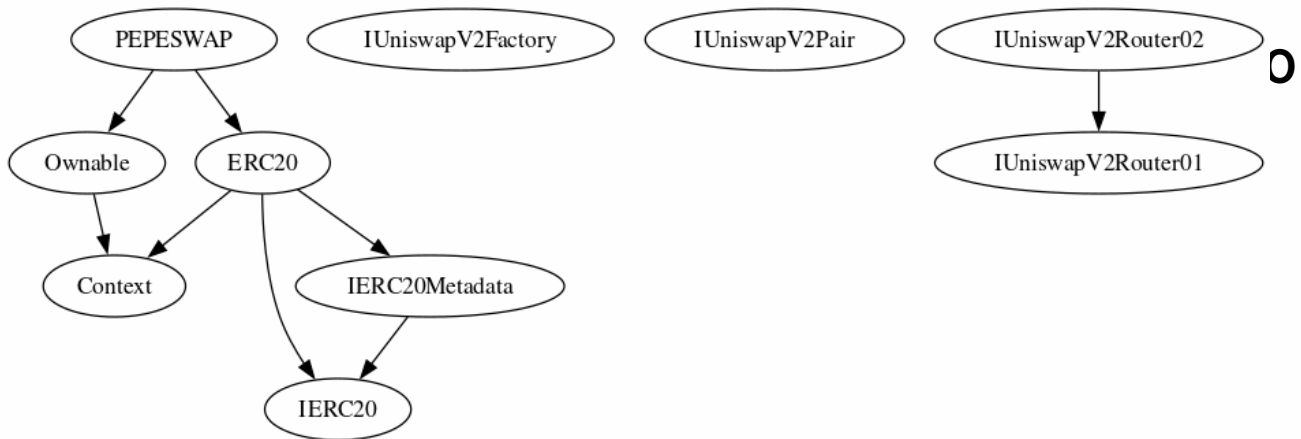 PEPESWAP IUniswapV2Factory IUniswapV2Pair IUniswapV2Router02
Ownable ERC20 IUniswapV2Router01
Context IERC20Metadata
IERC20